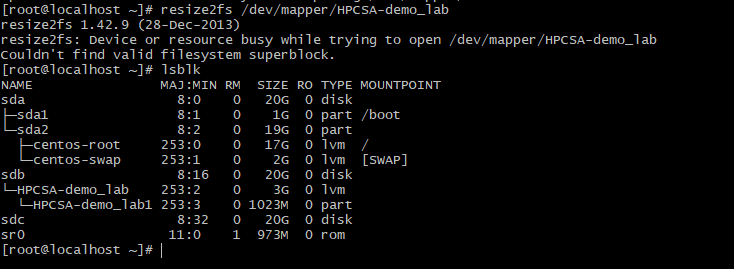 [root@localhost ~]# resize2fs /dev/mapper/HPCSA-demo_lab
resize2fs 1.42.9 (28-Dec-2013)
resize2fs: Device or resource busy while trying to open /dev/mapper/HPCSA-demo_lab
Couldn't find valid filesystem superblock.
[root@localhost ~]# lsblk
NAME                  MAJ:MIN RM  SIZE RO TYPE MOUNTPOINT
sda                     8:0    0   20G  0 disk
├─sda1                  8:1    0    1G  0 part /boot
└─sda2                  8:2    0   19G  0 part
  ├─centos-root       253:0    0   17G  0 lvm  /
  └─centos-swap       253:1    0    2G  0 lvm  [SWAP]
sdb                     8:16   0   20G  0 disk
└─HPCSA-demo_lab      253:2    0    3G  0 lvm
  └─HPCSA-demo_lab1   253:3    0 1023M  0 part
sdc                     8:32   0   20G  0 disk
sr0                    11:0    1  973M  0 rom
[root@localhost ~]#